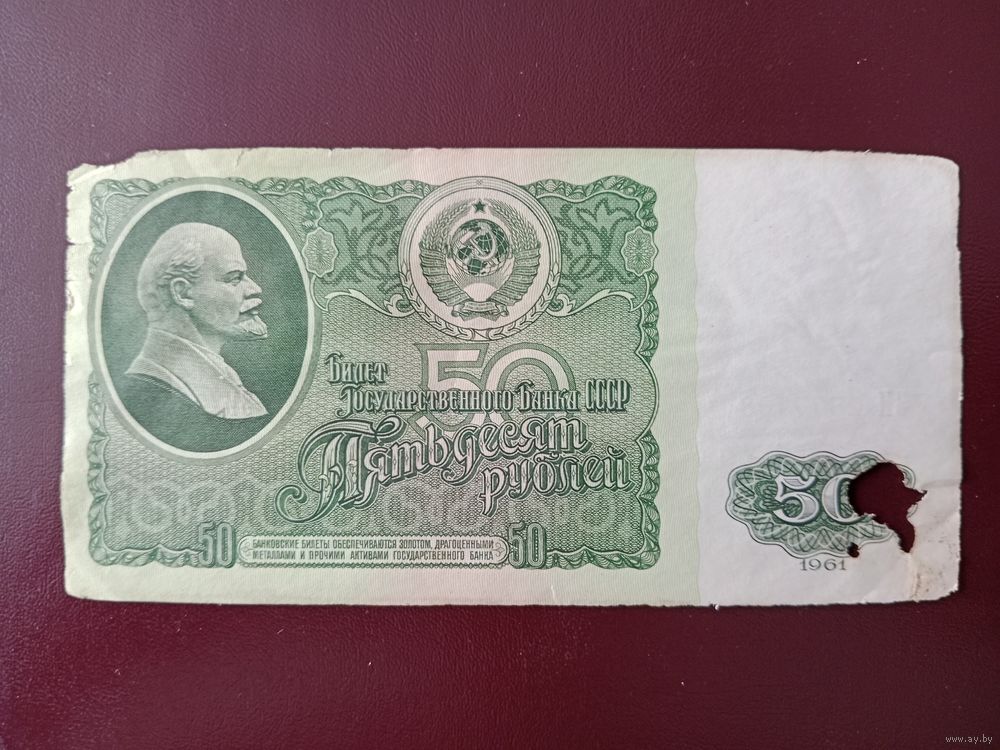 50
Билет
Государственного Банка СССР
Пятьдесят
рублей
50
БАНКОВСКИЕ БИЛЕТЫ ОБЕСПЕЧИВАЮТСЯ ЗОЛОТОМ, ДРАГОЦЕННЫМИ
МЕТАЛЛАМИ И ПРОЧИМИ АКТИВАМИ ГОСУДАРСТВЕННОГО БАНКА
50
50
1961
www.ay.by